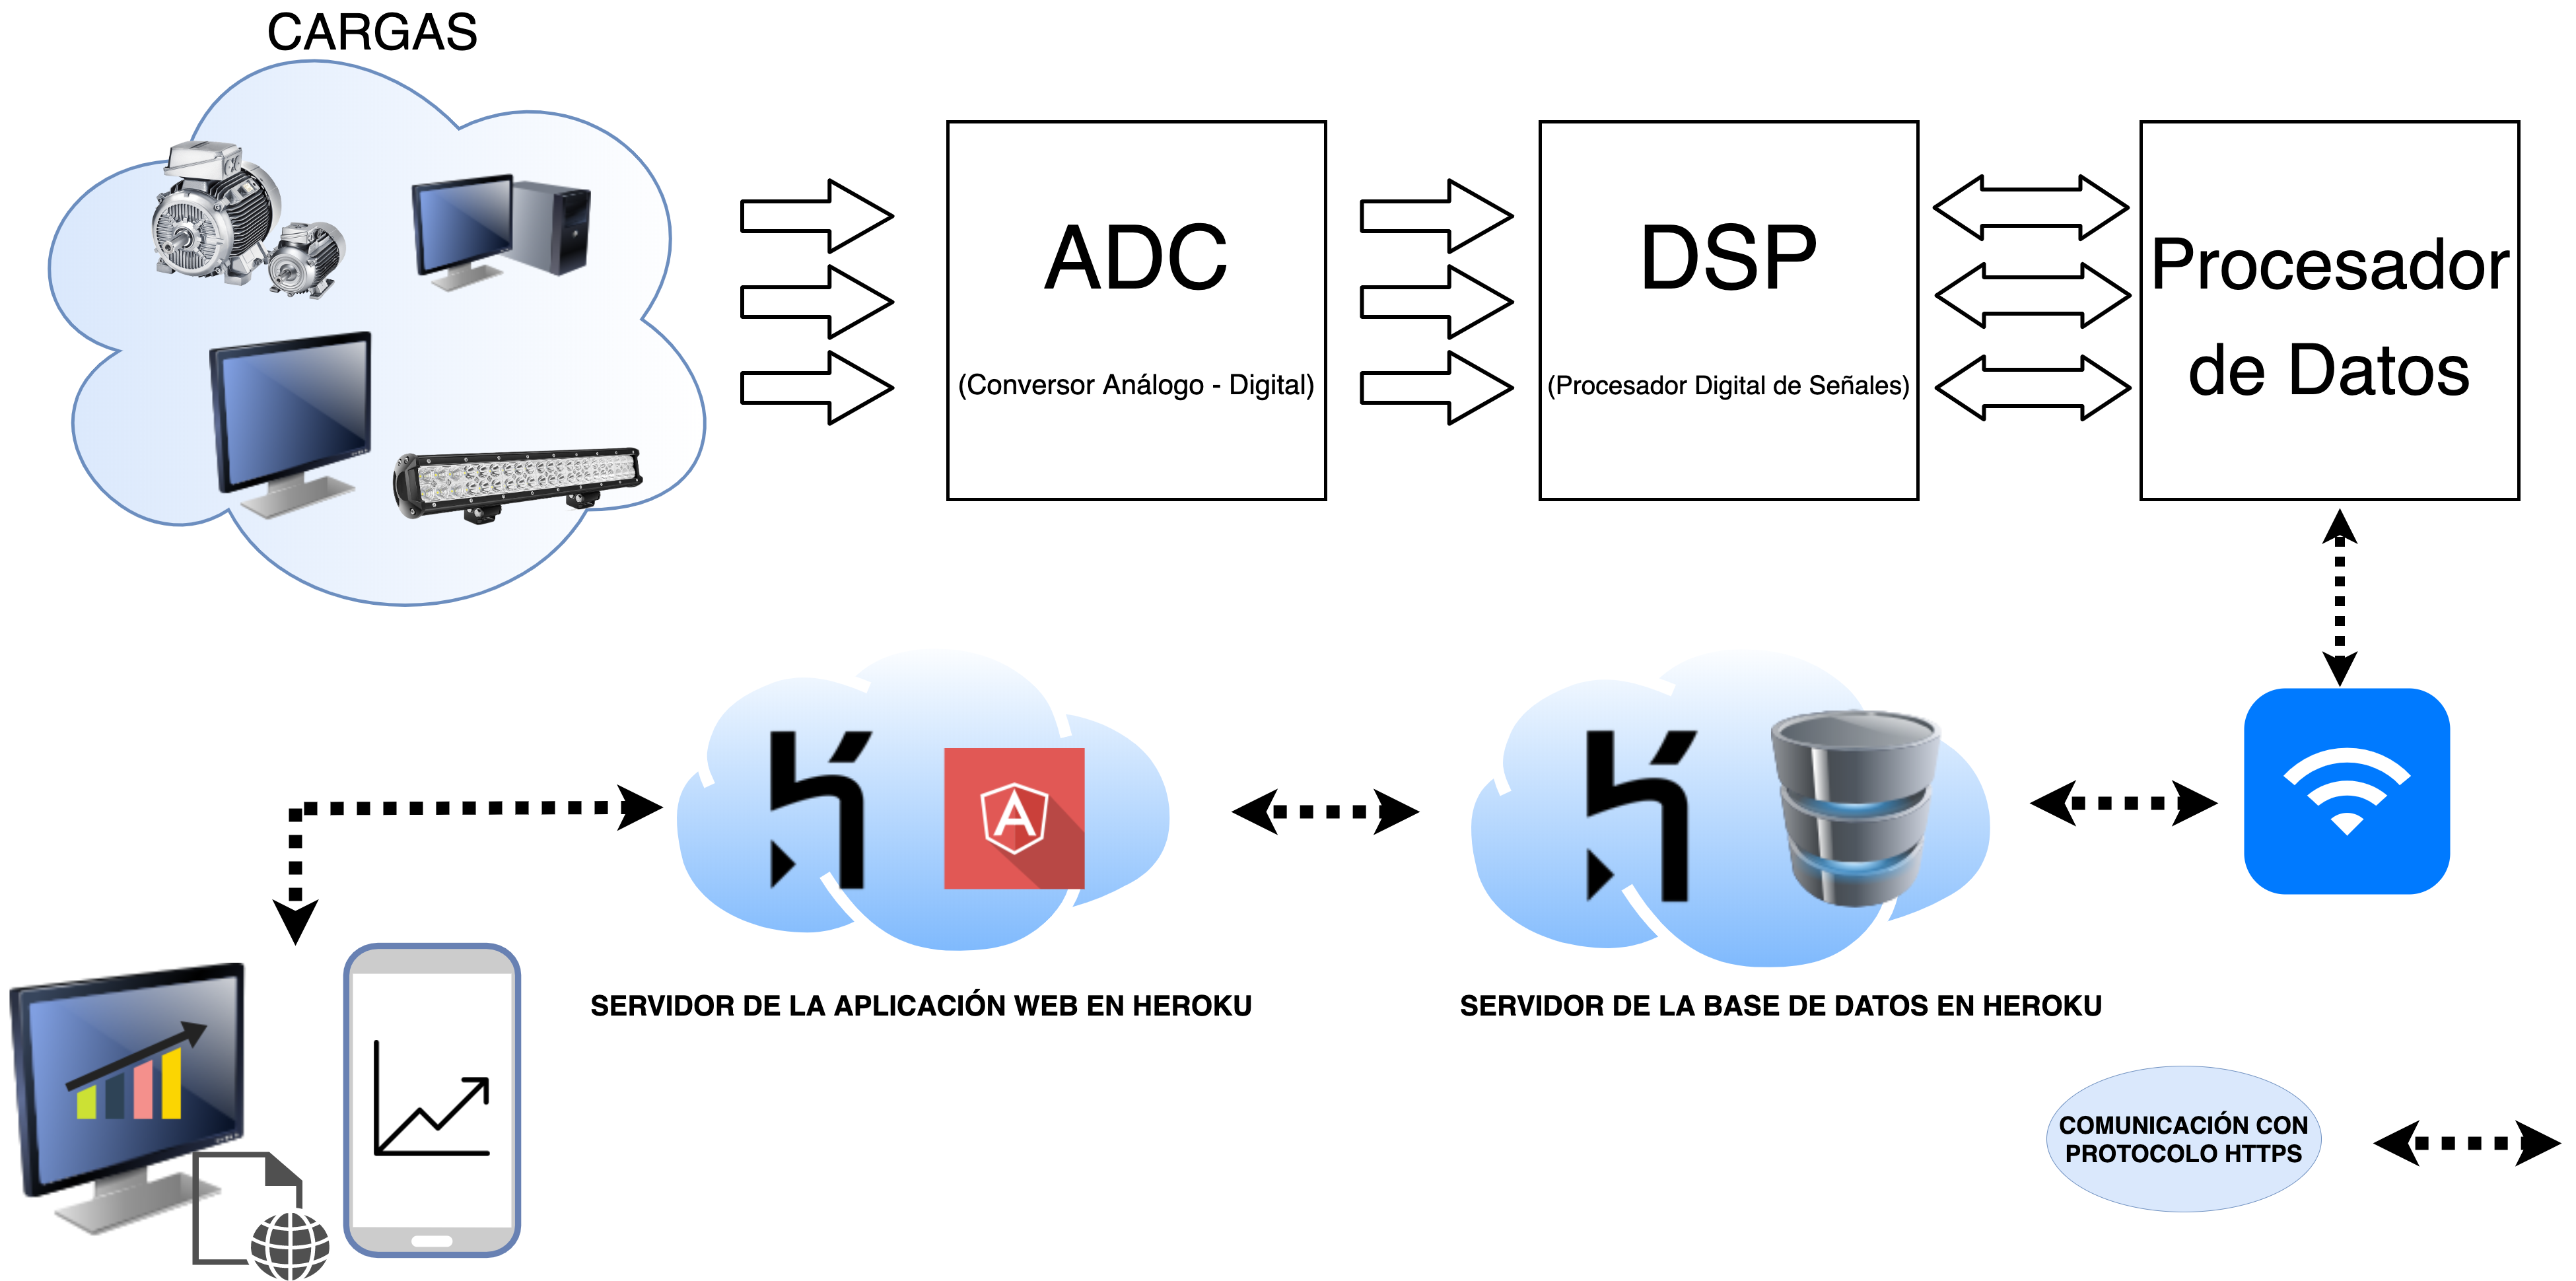 CARGAS
ADC
(Conversor Análogo - Digital)
DSP
(Procesador Digital de Señales)
Procesador
de Datos
SERVIDOR DE LA APLICACIÓN WEB EN HEROKU
SERVIDOR DE LA BASE DE DATOS EN HEROKU
COMUNICACIÓN CON
PROTOCOLO HTTPS